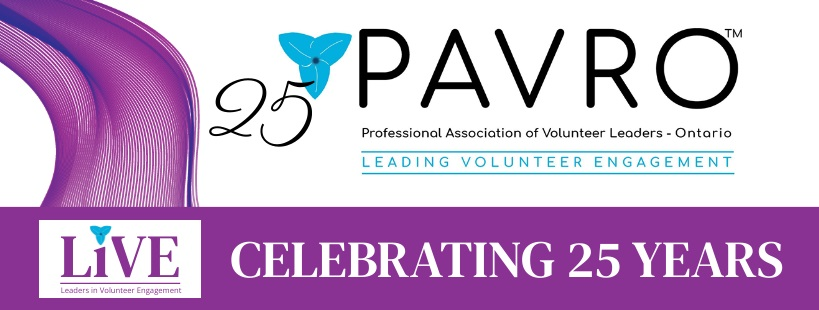 25 PAVRO™
Professional Association of Volunteer Leaders - Ontario
LEADING VOLUNTEER ENGAGEMENT
LiVE
Leaders in Volunteer Engagement
CELEBRATING 25 YEARS